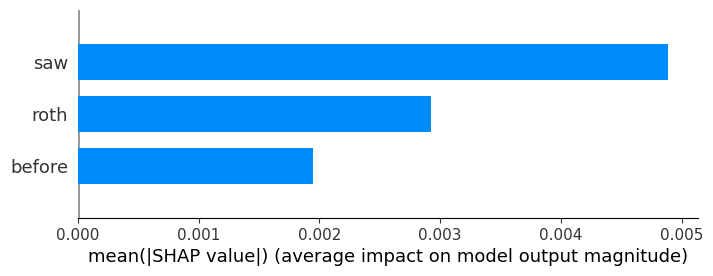 saw
roth
before
0.000 0.001 0.002 0.003 0.004 0.005
mean(|SHAP value|) (average impact on model output magnitude)